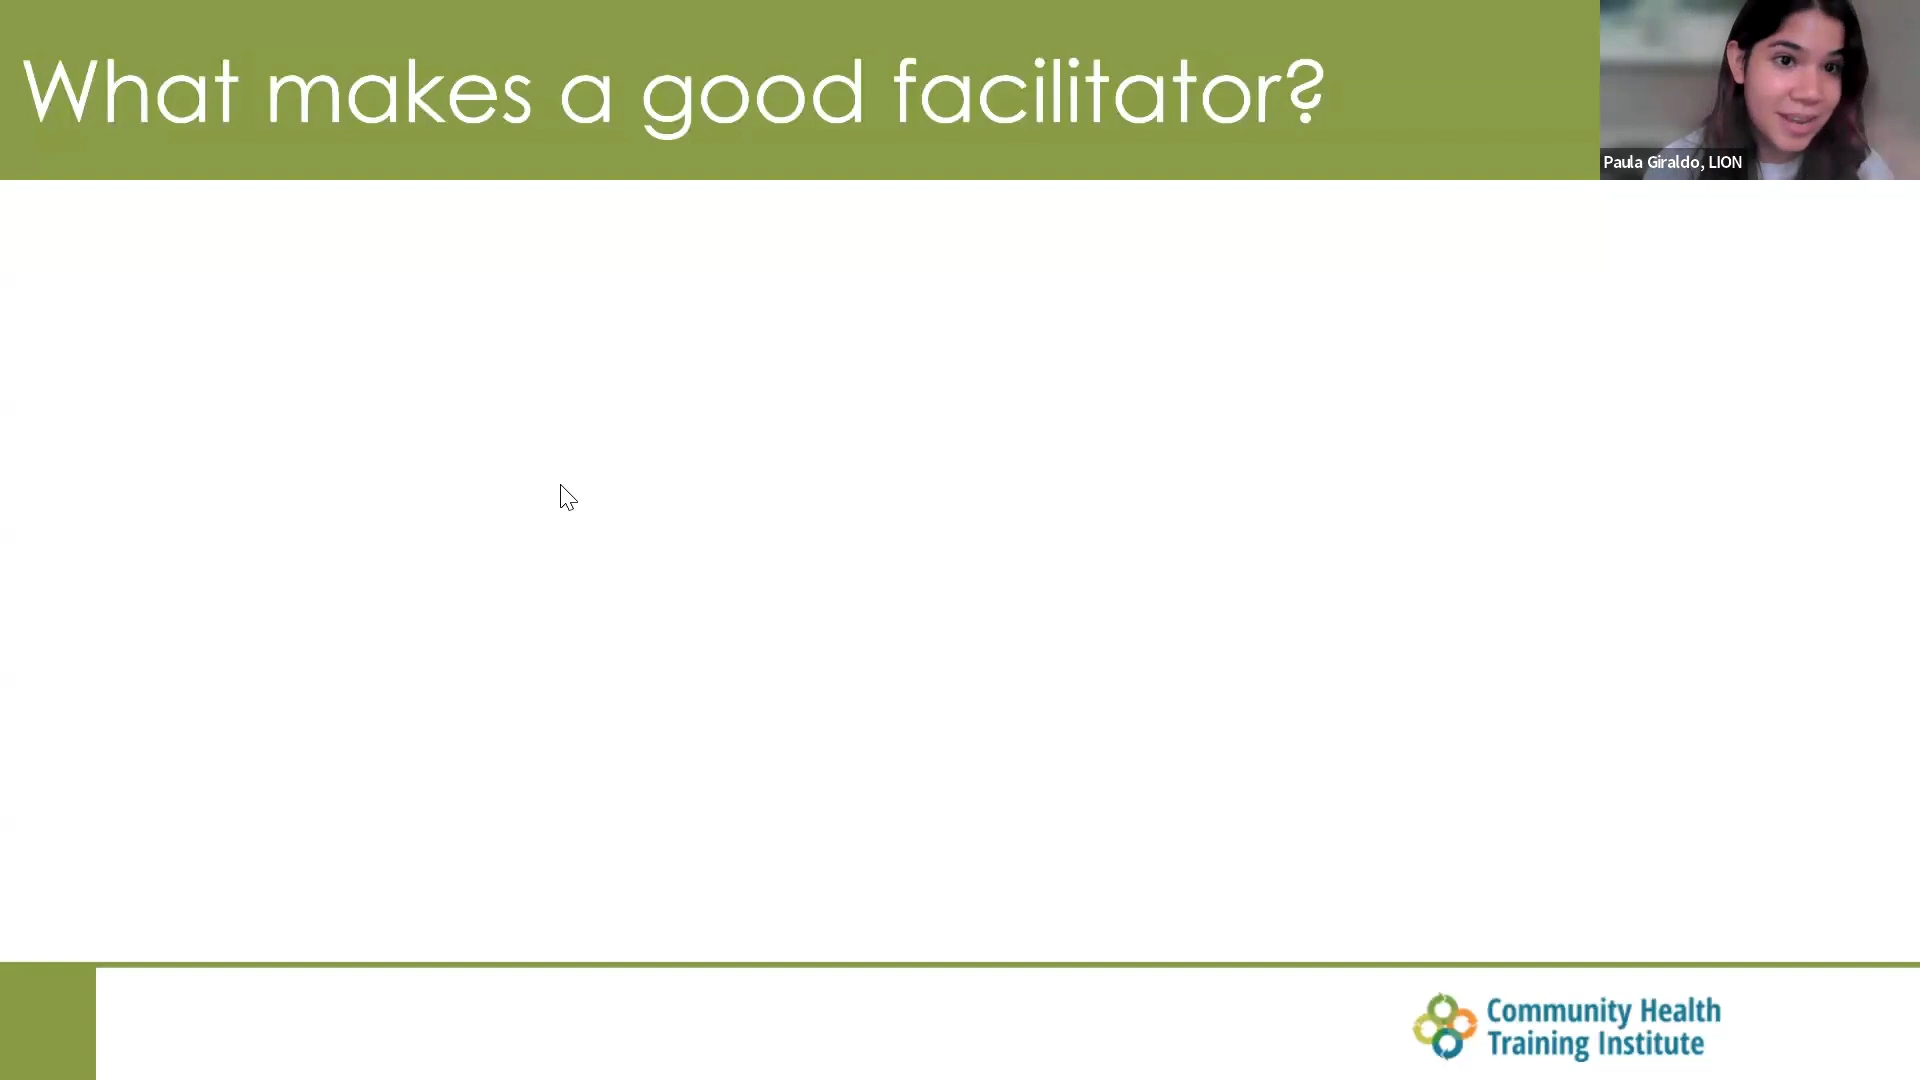 What makes a good facilitator?
Paula Giraldo, LION
Community Health
Training Institute